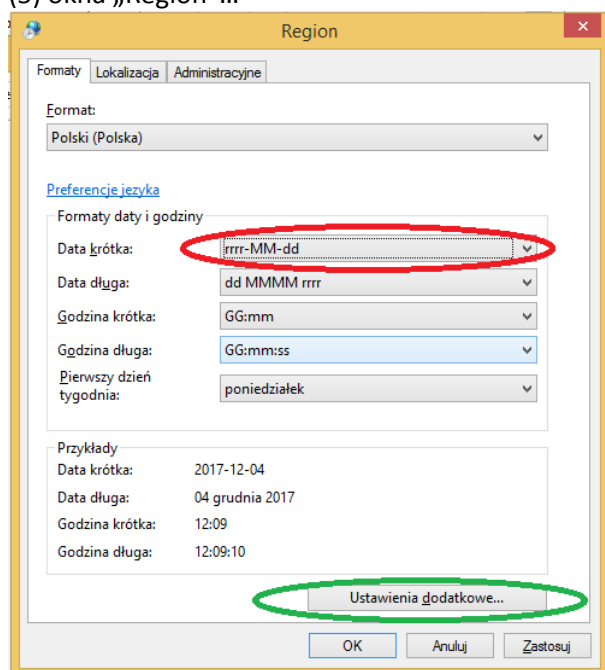 (3) okna „Region"...
Region
Formaty Lokalizacja Administracyjne
Format:
Polski (Polska)
Preferencje języka
Formaty daty i godziny
Data krótka: rrrr-MM-dd
Data długa: dd MMMM rrrr
Godzina krótka: GG:mm
Godzina długa: GG:mm:ss
Pierwszy dzień
tygodnia: poniedziałek
Przykłady
Data krótka: 2017-12-04
Data długa: 04 grudnia 2017
Godzina krótka: 12:09
Godzina długa: 12:09:10
Ustawienia dodatkowe...
OK Anuluj Zastosuj